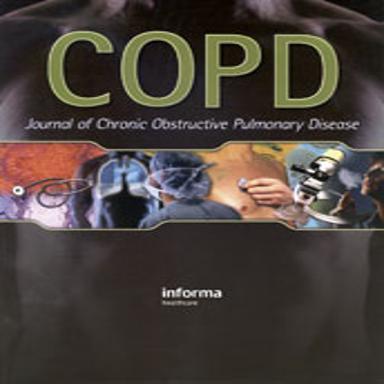 COPD
Journal of Chronic Obstructive Pulmonary Disease
informa
healthcare